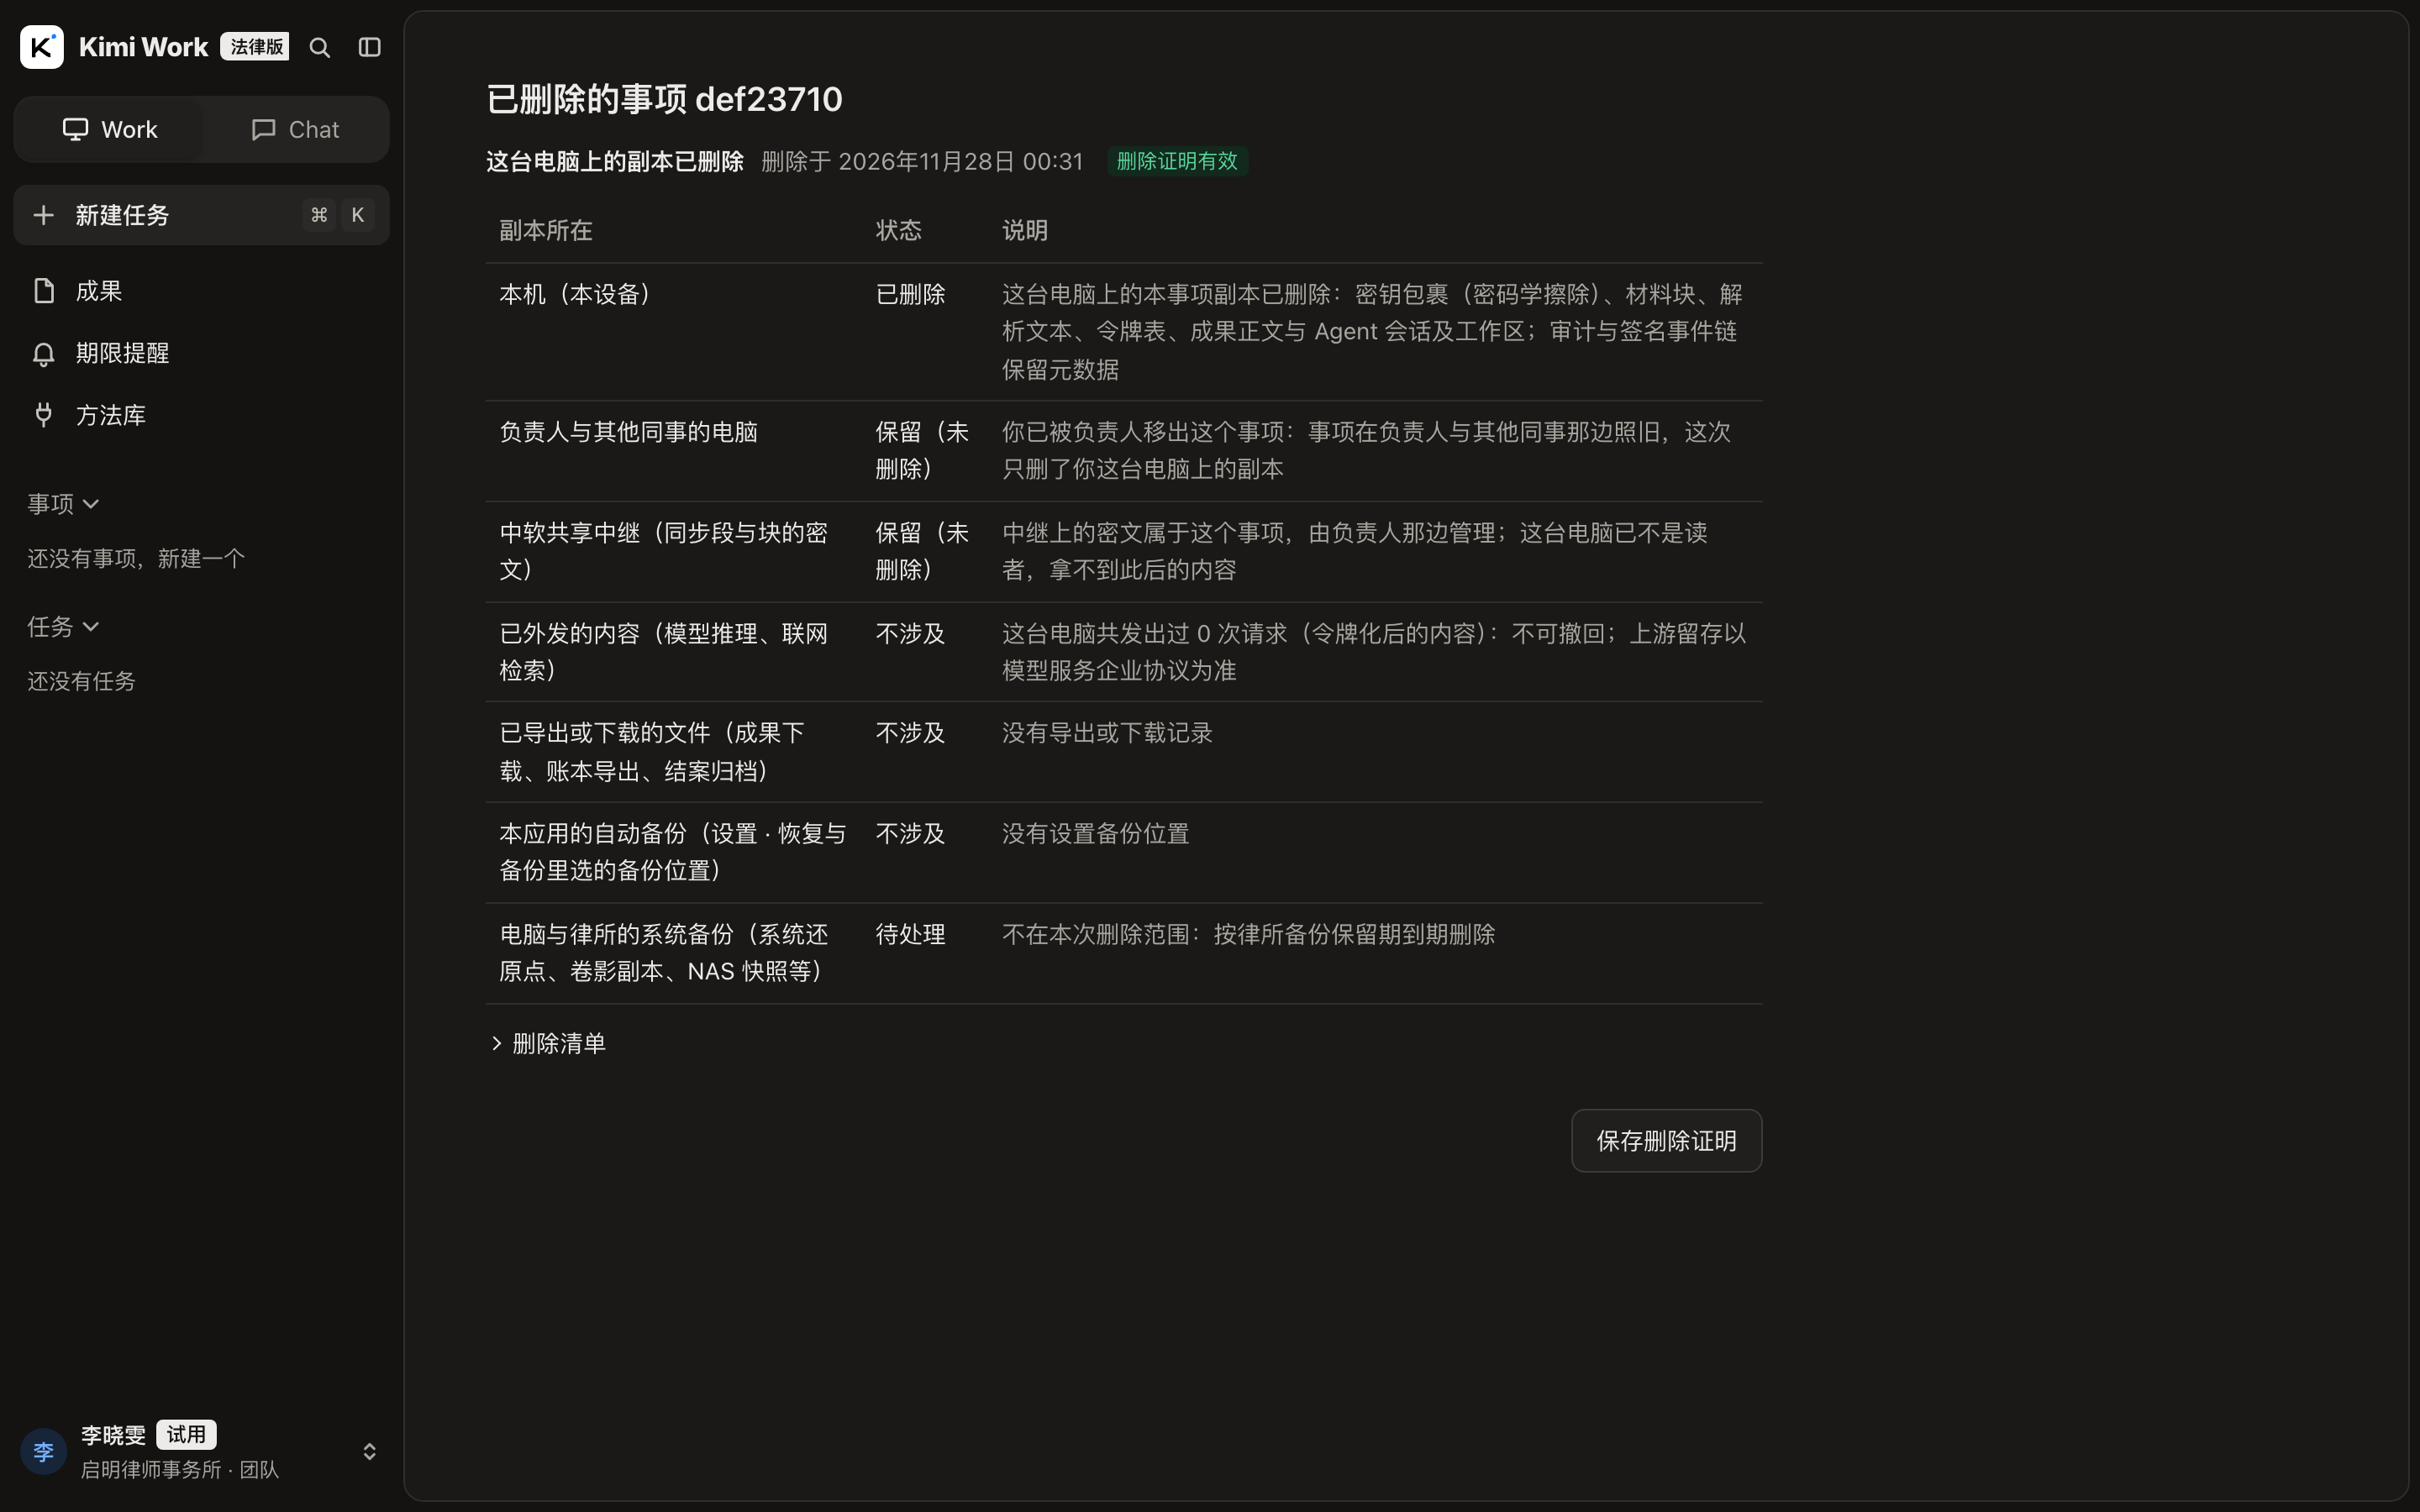 Kimi Work 法律版
Work
Chat
新建任务 ⌘ K
成果
期限提醒
方法库
事项
还没有事项，新建一个
任务
还没有任务
李
李晓雯 试用
启明律师事务所 · 团队
已删除的事项 def23710
这台电脑上的副本已删除 删除于 2026年11月28日 00:31 删除证明有效
副本所在 状态 说明
本机（本设备） 已删除 这台电脑上的本事项副本已删除：密钥包裹（密码学擦除）、材料块、解
析文本、令牌表、成果正文与 Agent 会话及工作区；审计与签名事件链
保留元数据
负责人与其他同事的电脑 保留（未 你已被负责人移出这个事项：事项在负责人与其他同事那边照旧，这次
删除） 只删了你这台电脑上的副本
中软共享中继（同步段与块的密 保留（未 中继上的密文属于这个事项，由负责人那边管理；这台电脑已不是读
文） 删除） 者，拿不到此后的内容
已外发的内容（模型推理、联网 不涉及 这台电脑共发出过 0 次请求（令牌化后的内容）：不可撤回；上游留存以
检索） 模型服务企业协议为准
已导出或下载的文件（成果下 不涉及 没有导出或下载记录
载、账本导出、结案归档）
本应用的自动备份（设置 · 恢复与 不涉及 没有设置备份位置
备份里选的备份位置）
电脑与律所的系统备份（系统还 待处理 不在本次删除范围：按律所备份保留期到期删除
原点、卷影副本、NAS 快照等）
删除清单
保存删除证明